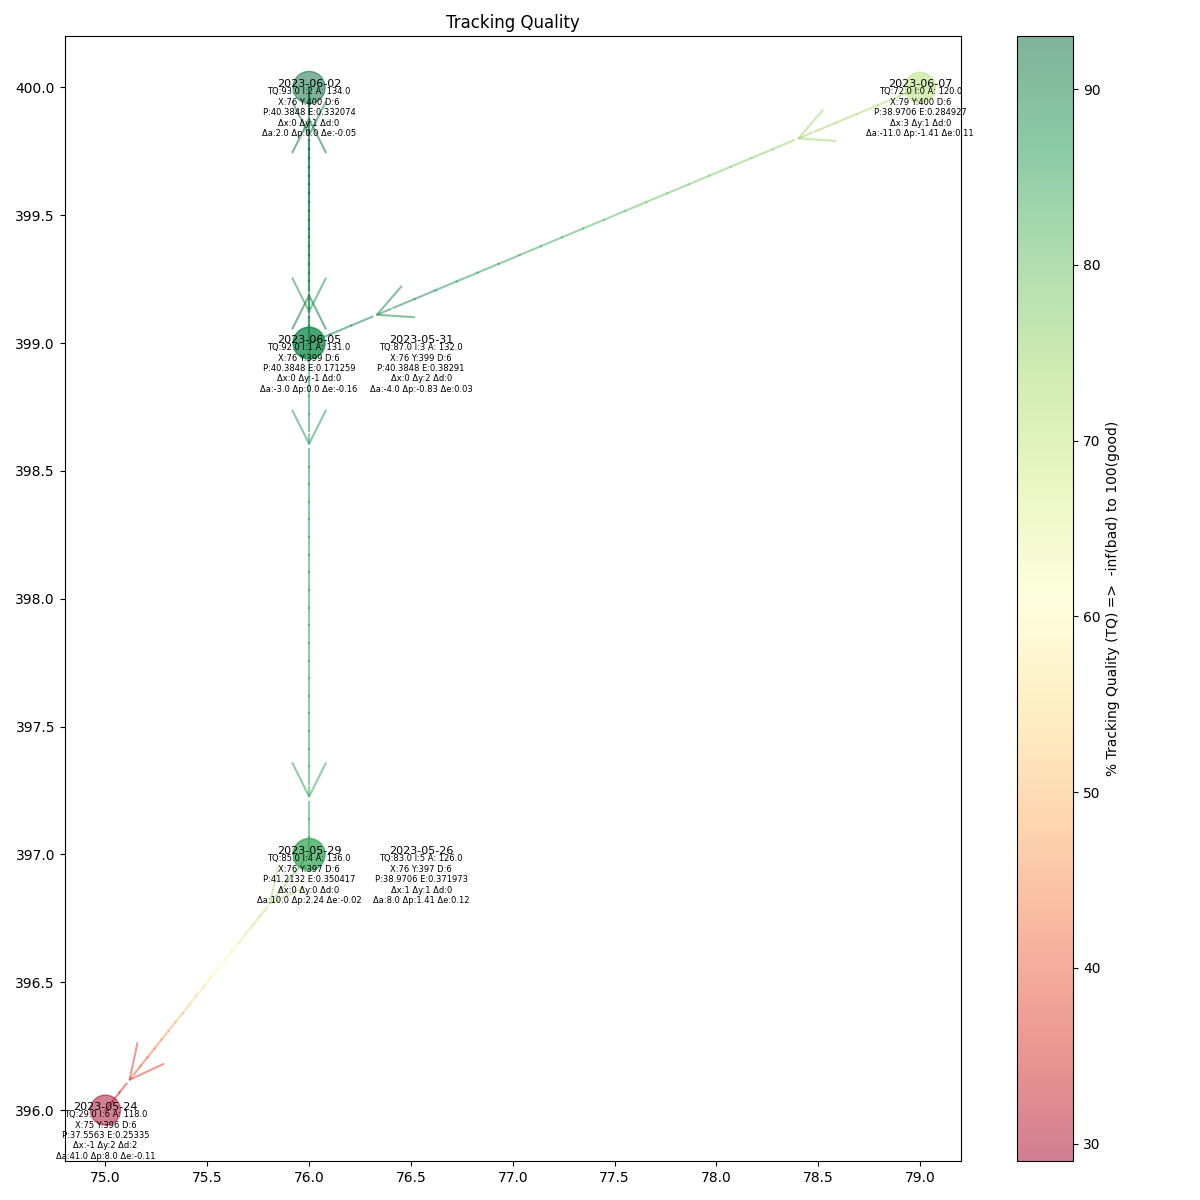 Tracking Quality
2023-06-02
TQ:93.0 I:2 A: 134.0
X:76 Y:400 D:6
P:40.3848 E:0.332074
Δx:0 Δy:1 Δd:0
Δa:2.0 Δp:0.0 Δe:-0.05
2023-06-07
TQ:72.0 I:0 A: 120.0
X:79 Y:400 D:6
P:38.9706 E:0.284927
Δx:3 Δy:1 Δd:0
Δa:-11.0 Δp:-1.41 Δe:0.11
2023-06-05
TQ:92.0 I:1 A: 131.0
X:76 Y:399 D:6
P:40.3848 E:0.171259
Δx:0 Δy:-1 Δd:0
Δa:-3.0 Δp:0.0 Δe:-0.16
2023-05-31
TQ:87.0 I:3 A: 132.0
X:76 Y:399 D:6
P:40.3848 E:0.38291
Δx:0 Δy:2 Δd:0
Δa:-4.0 Δp:-0.83 Δe:0.03
2023-05-29
TQ:85.0 I:4 A: 136.0
X:76 Y:397 D:6
P:41.2132 E:0.350417
Δx:0 Δy:0 Δd:0
Δa:10.0 Δp:2.24 Δe:-0.02
2023-05-26
TQ:83.0 I:5 A: 126.0
X:76 Y:397 D:6
P:38.9706 E:0.371973
Δx:1 Δy:1 Δd:0
Δa:8.0 Δp:1.41 Δe:0.12
2023-05-24
TQ:29.0 I:6 A: 118.0
X:75 Y:396 D:6
P:37.5563 E:0.25335
Δx:-1 Δy:2 Δd:2
Δa:41.0 Δp:8.0 Δe:-0.11
400.0
399.5
399.0
398.5
398.0
397.5
397.0
396.5
396.0
75.0
75.5
76.0
76.5
77.0
77.5
78.0
78.5
79.0
90
80
70
60
50
40
30
% Tracking Quality (TQ) => -inf(bad) to 100(good)